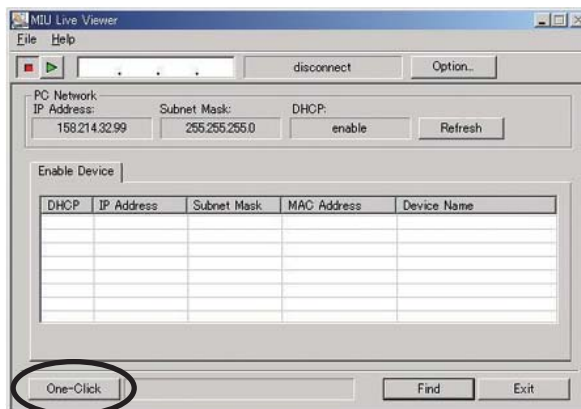 MIU Live Viewer
File Help
. . . disconnect Option..
PC Network
IP Address: Subnet Mask: DHCP:
158.214.32.99 255.255.255.0 enable Refresh
Enable Device
DHCP IP Address Subnet Mask MAC Address Device Name
One-Click Find Exit